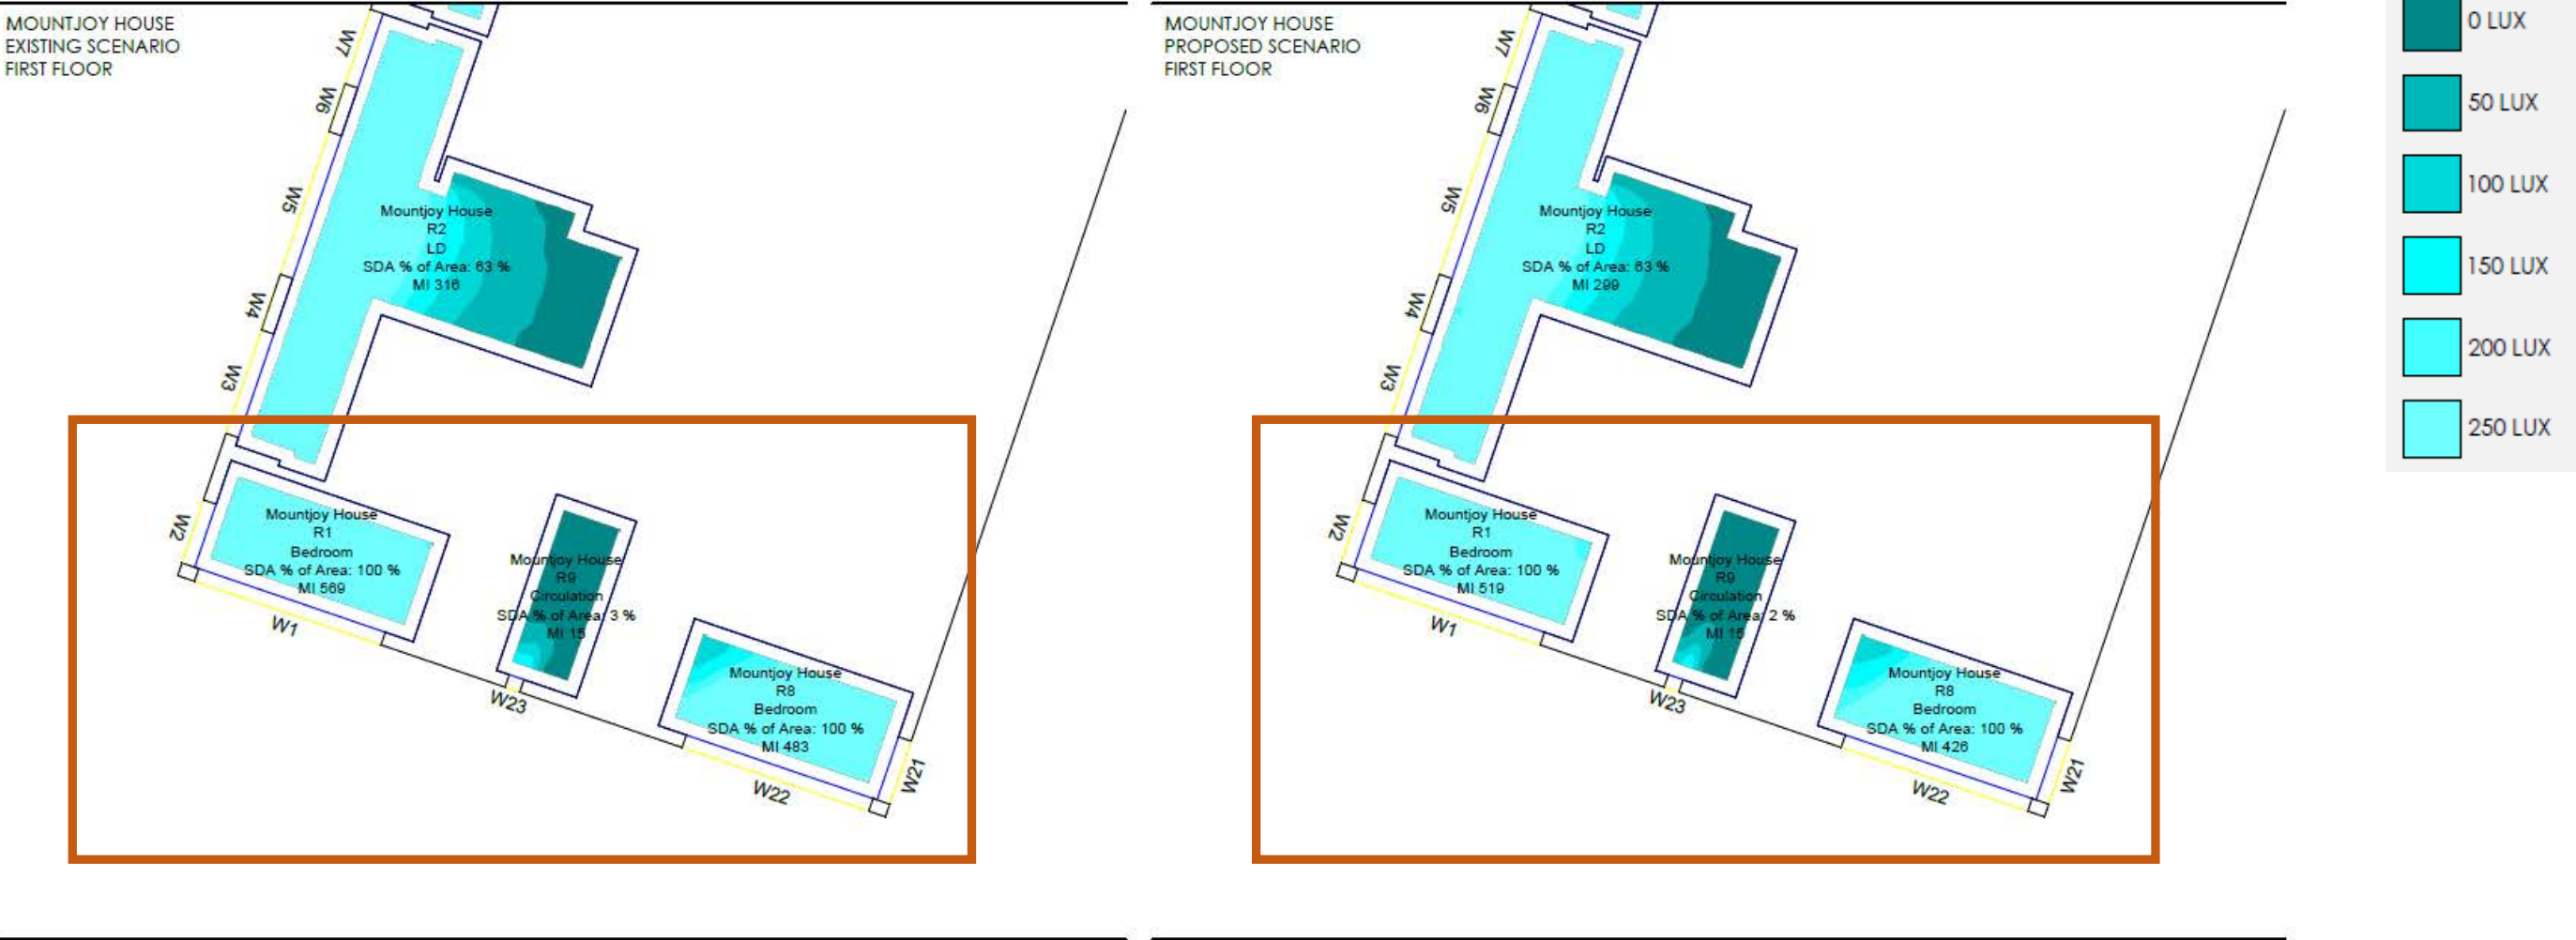 MOUNTJOY HOUSE
EXISTING SCENARIO
FIRST FLOOR
W7
W6
W5
W4
W3
W2
W1
W23
W22
W21
Mountjoy House
R2
LD
SDA % of Area: 63 %
MI 316
Mountjoy House
R1
Bedroom
SDA % of Area: 100 %
MI 569
Mountjoy House
R9
Circulation
SDA % of Area: 3 %
MI 15
Mountjoy House
R8
Bedroom
SDA % of Area: 100 %
MI 483
MOUNTJOY HOUSE
PROPOSED SCENARIO
FIRST FLOOR
W7
W6
W5
W4
W3
W2
W1
W23
W22
W21
Mountjoy House
R2
LD
SDA % of Area: 63 %
MI 299
Mountjoy House
R1
Bedroom
SDA % of Area: 100 %
MI 519
Mountjoy House
R9
Circulation
SDA % of Area: 2 %
MI 15
Mountjoy House
R8
Bedroom
SDA % of Area: 100 %
MI 426
0 LUX
50 LUX
100 LUX
150 LUX
200 LUX
250 LUX